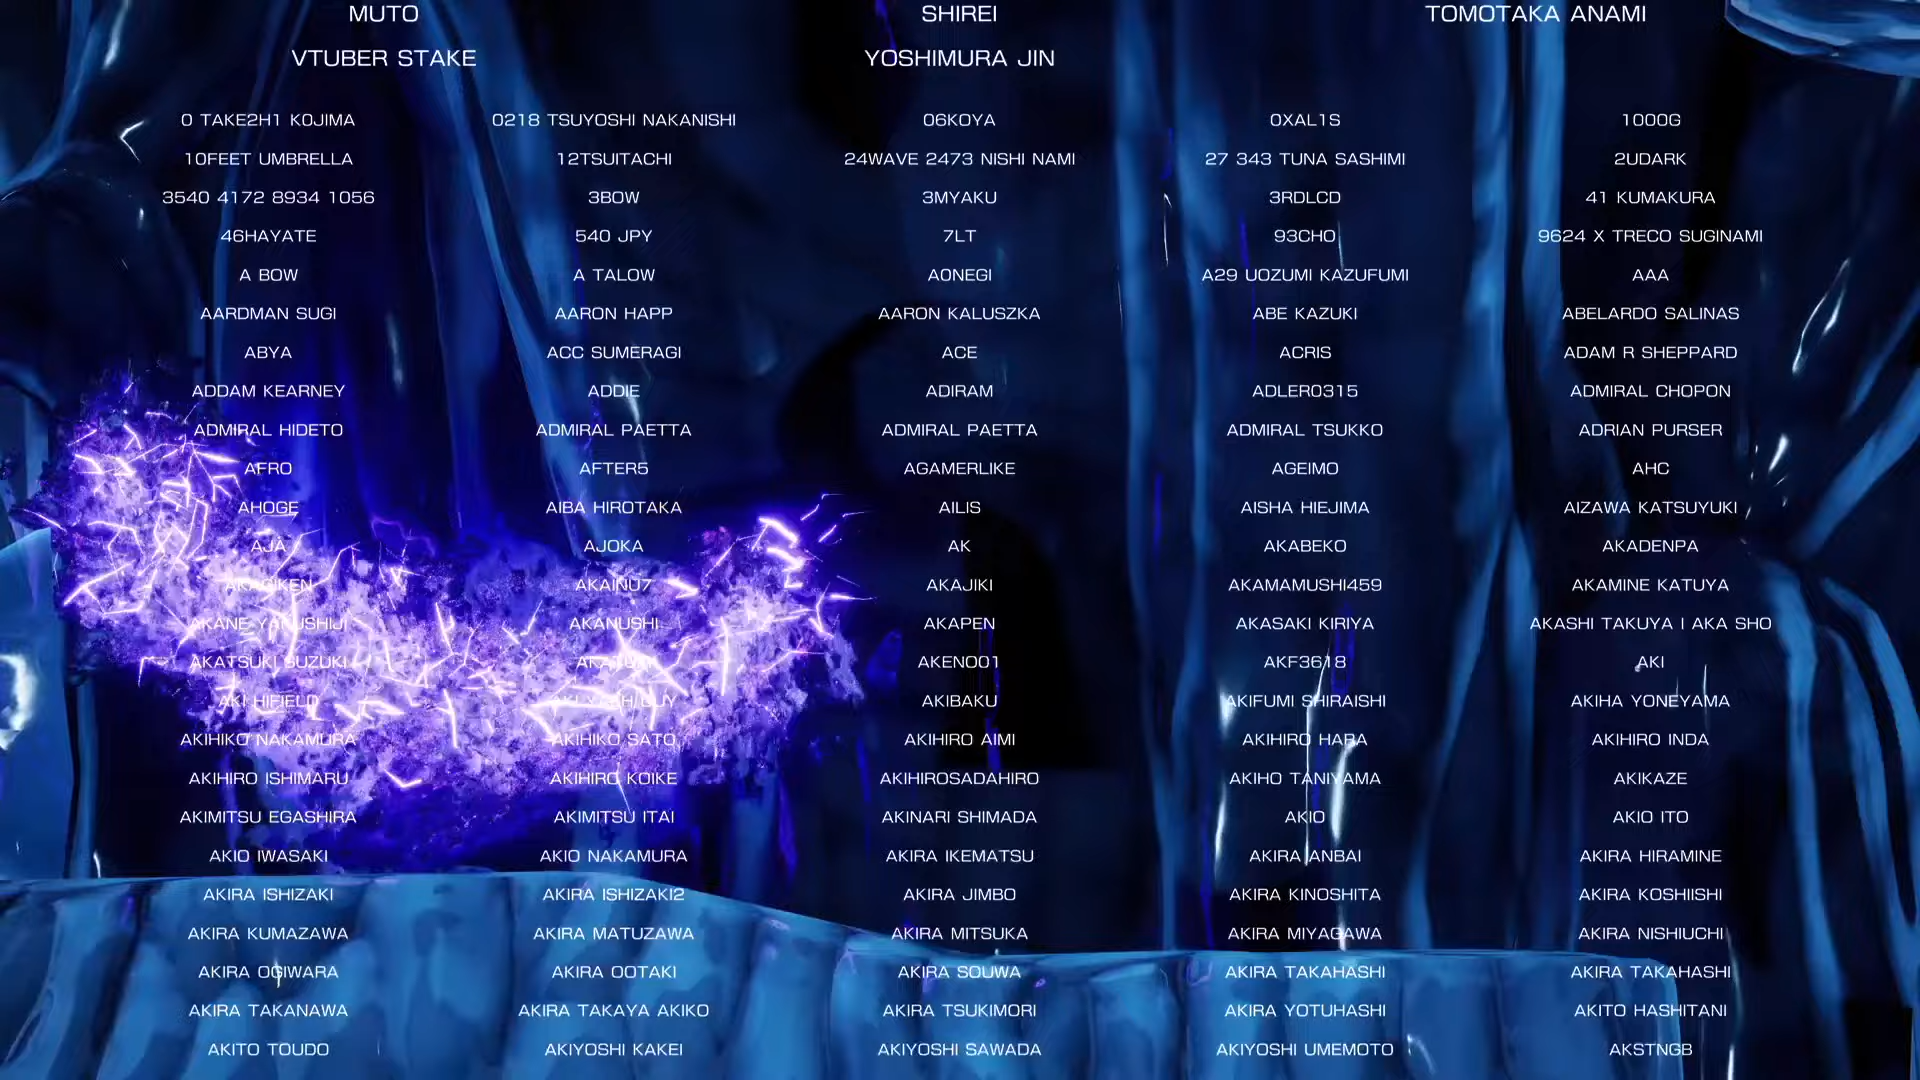 MUTO SHIREI TOMOTAKA ANAMI
VTUBER STAKE YOSHIMURA JIN
0 TAKE2H1 K0JIMA 0218 TSUYOSHI NAKANISHI 06KOYA 0XAL1S 1000G
10FEET UMBRELLA 12TSUITACHI 24WAVE 2473 NISHI NAMI 27 343 TUNA SASHIMI 2UDARK
3540 4172 8934 1056 3BOW 3MYAKU 3RDLCD 41 KUMAKURA
46HAYATE 540 JPY 7LT 93CHO 9624 X TRECO SUGINAMI
A BOW A TALOW A0NEGI A29 UOZUMI KAZUFUMI AAA
AARDMAN SUGI AARON HAPP AARON KALUSZKA ABE KAZUKI ABELARDO SALINAS
ABYA ACC SUMERAGI ACE ACRIS ADAM R SHEPPARD
ADDAM KEARNEY ADDIE ADIRAM ADLER0315 ADMIRAL CHOPON
ADMIRAL HIDETO ADMIRAL PAETTA ADMIRAL PAETTA ADMIRAL TSUKKO ADRIAN PURSER
AFRO AFTER5 AGAMERLIKE AGEIMO AHC
AHOGE AIBA HIROTAKA AILIS AISHA HIEJIMA AIZAWA KATSUYUKI
AJA AJOKA AK AKABEKO AKADENPA
AKAINU7 AKAJIKI AKAMAMUSHI459 AKAMINE KATUYA
AKANE YAKUSHIJI AKANUSHI AKAPEN AKASAKI KIRIYA AKASHI TAKUYA I AKA SHO
AKATSUKI SUZUKI AKEN001 AKF3618 AKI
AKI HIFIELD AKIBAKU AKIFUMI SHIRAISHI AKIHA YONEYAMA
AKIHIKO NAKAMURA AKIHIKO SATO AKIHIRO AIMI AKIHIRO HARA AKIHIRO INDA
AKIHIRO ISHIMARU AKIHIRO KOIKE AKIHIROSADAHIRO AKIHO TANIYAMA AKIKAZE
AKIMITSU EGASHIRA AKIMITSU ITAI AKINARI SHIMADA AKIO AKIO ITO
AKIO IWASAKI AKIO NAKAMURA AKIRA IKEMATSU AKIRA ANBAI AKIRA HIRAMINE
AKIRA ISHIZAKI AKIRA ISHIZAKI2 AKIRA JIMBO AKIRA KINOSHITA AKIRA KOSHIISHI
AKIRA KUMAZAWA AKIRA MATUZAWA AKIRA MITSUKA AKIRA MIYAGAWA AKIRA NISHIUCHI
AKIRA OGIWARA AKIRA OOTAKI AKIRA SOUWA AKIRA TAKAHASHI AKIRA TAKAHASHI
AKIRA TAKANAWA AKIRA TAKAYA AKIKO AKIRA TSUKIMORI AKIRA YOTUHASHI AKITO HASHITANI
AKITO TOUDO AKIYOSHI KAKEI AKIYOSHI SAWADA AKIYOSHI UMEMOTO AKSTNGB